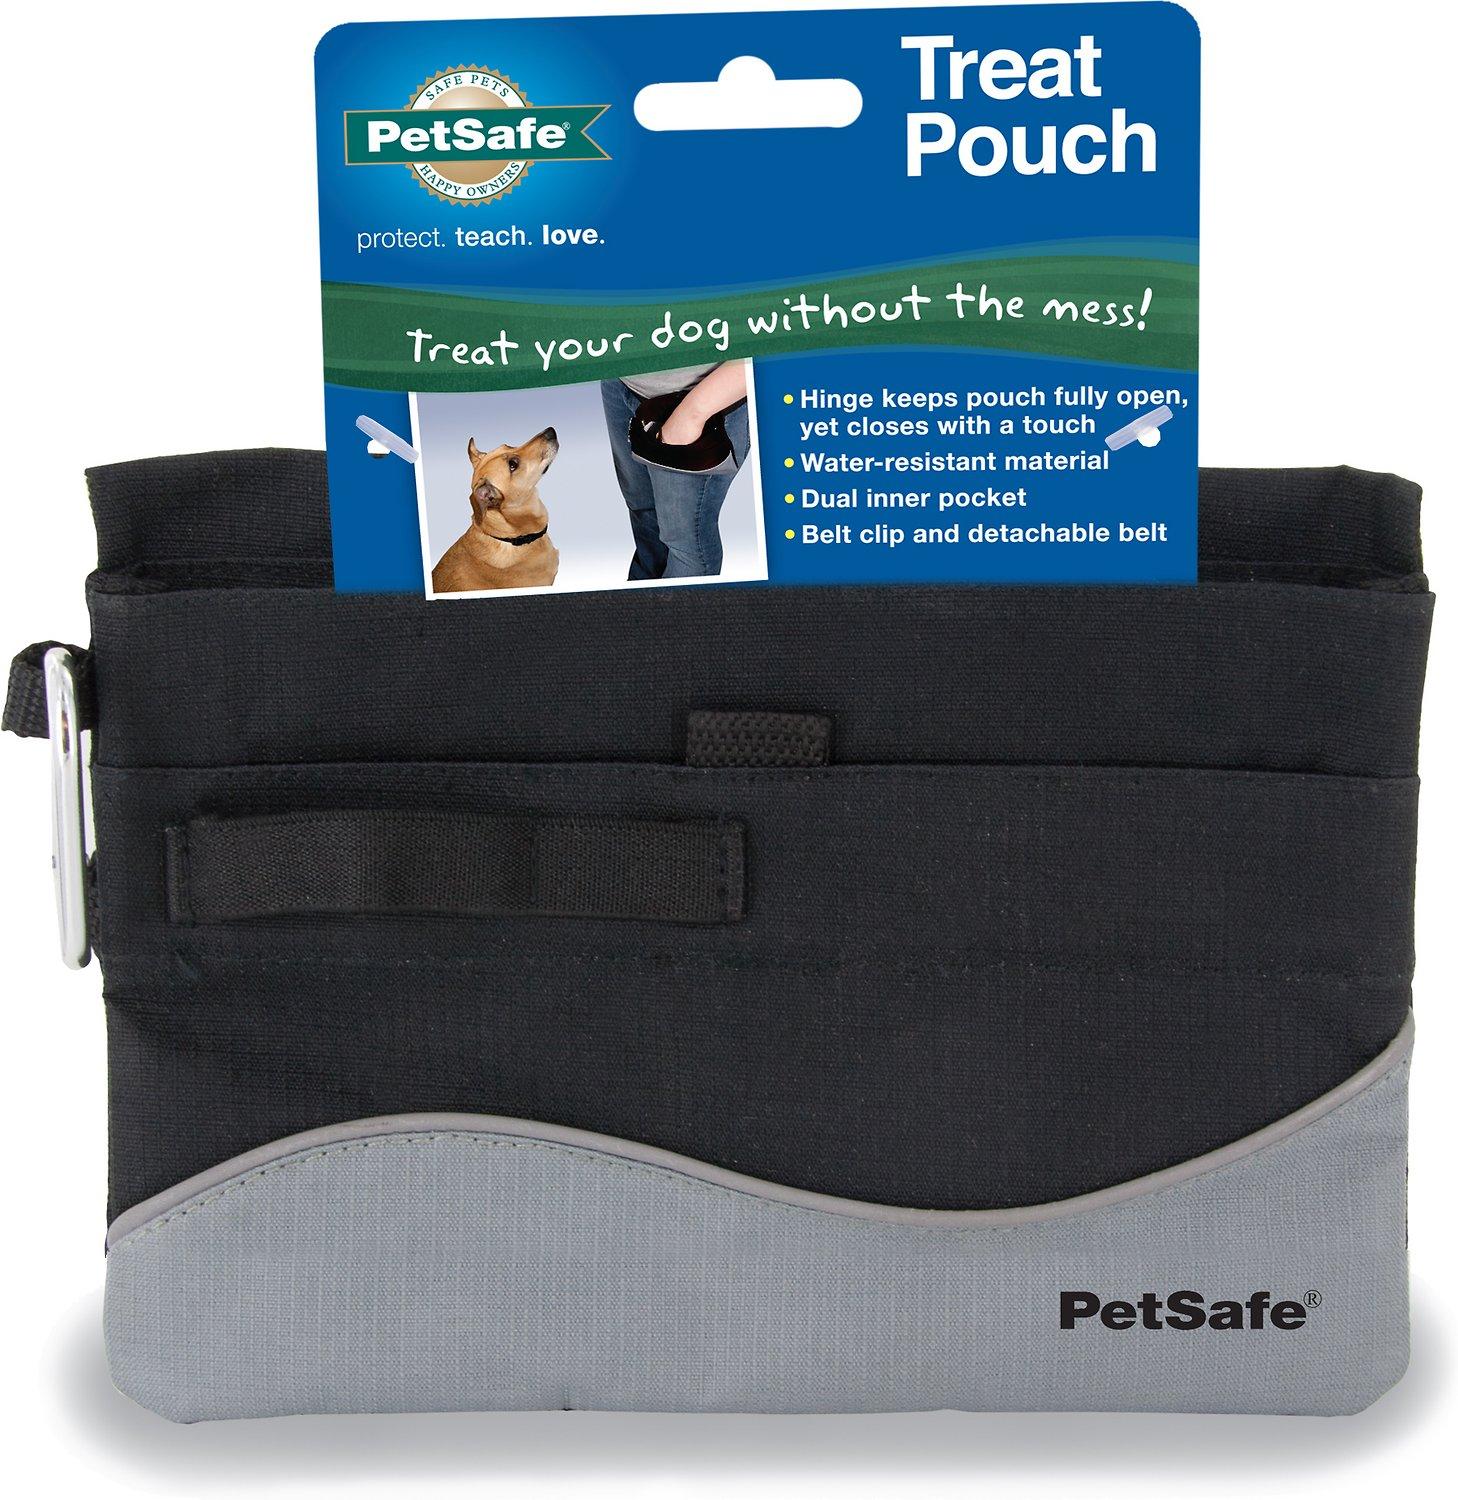 SAFE PETS
PetSafe®
HAPPY OWNERS
protect. teach. love.
Treat
Pouch
Treat your dog without the mess!
• Hinge keeps pouch fully open,
yet closes with a touch
• Water-resistant material
• Dual inner pocket
• Belt clip and detachable belt
PetSafe®